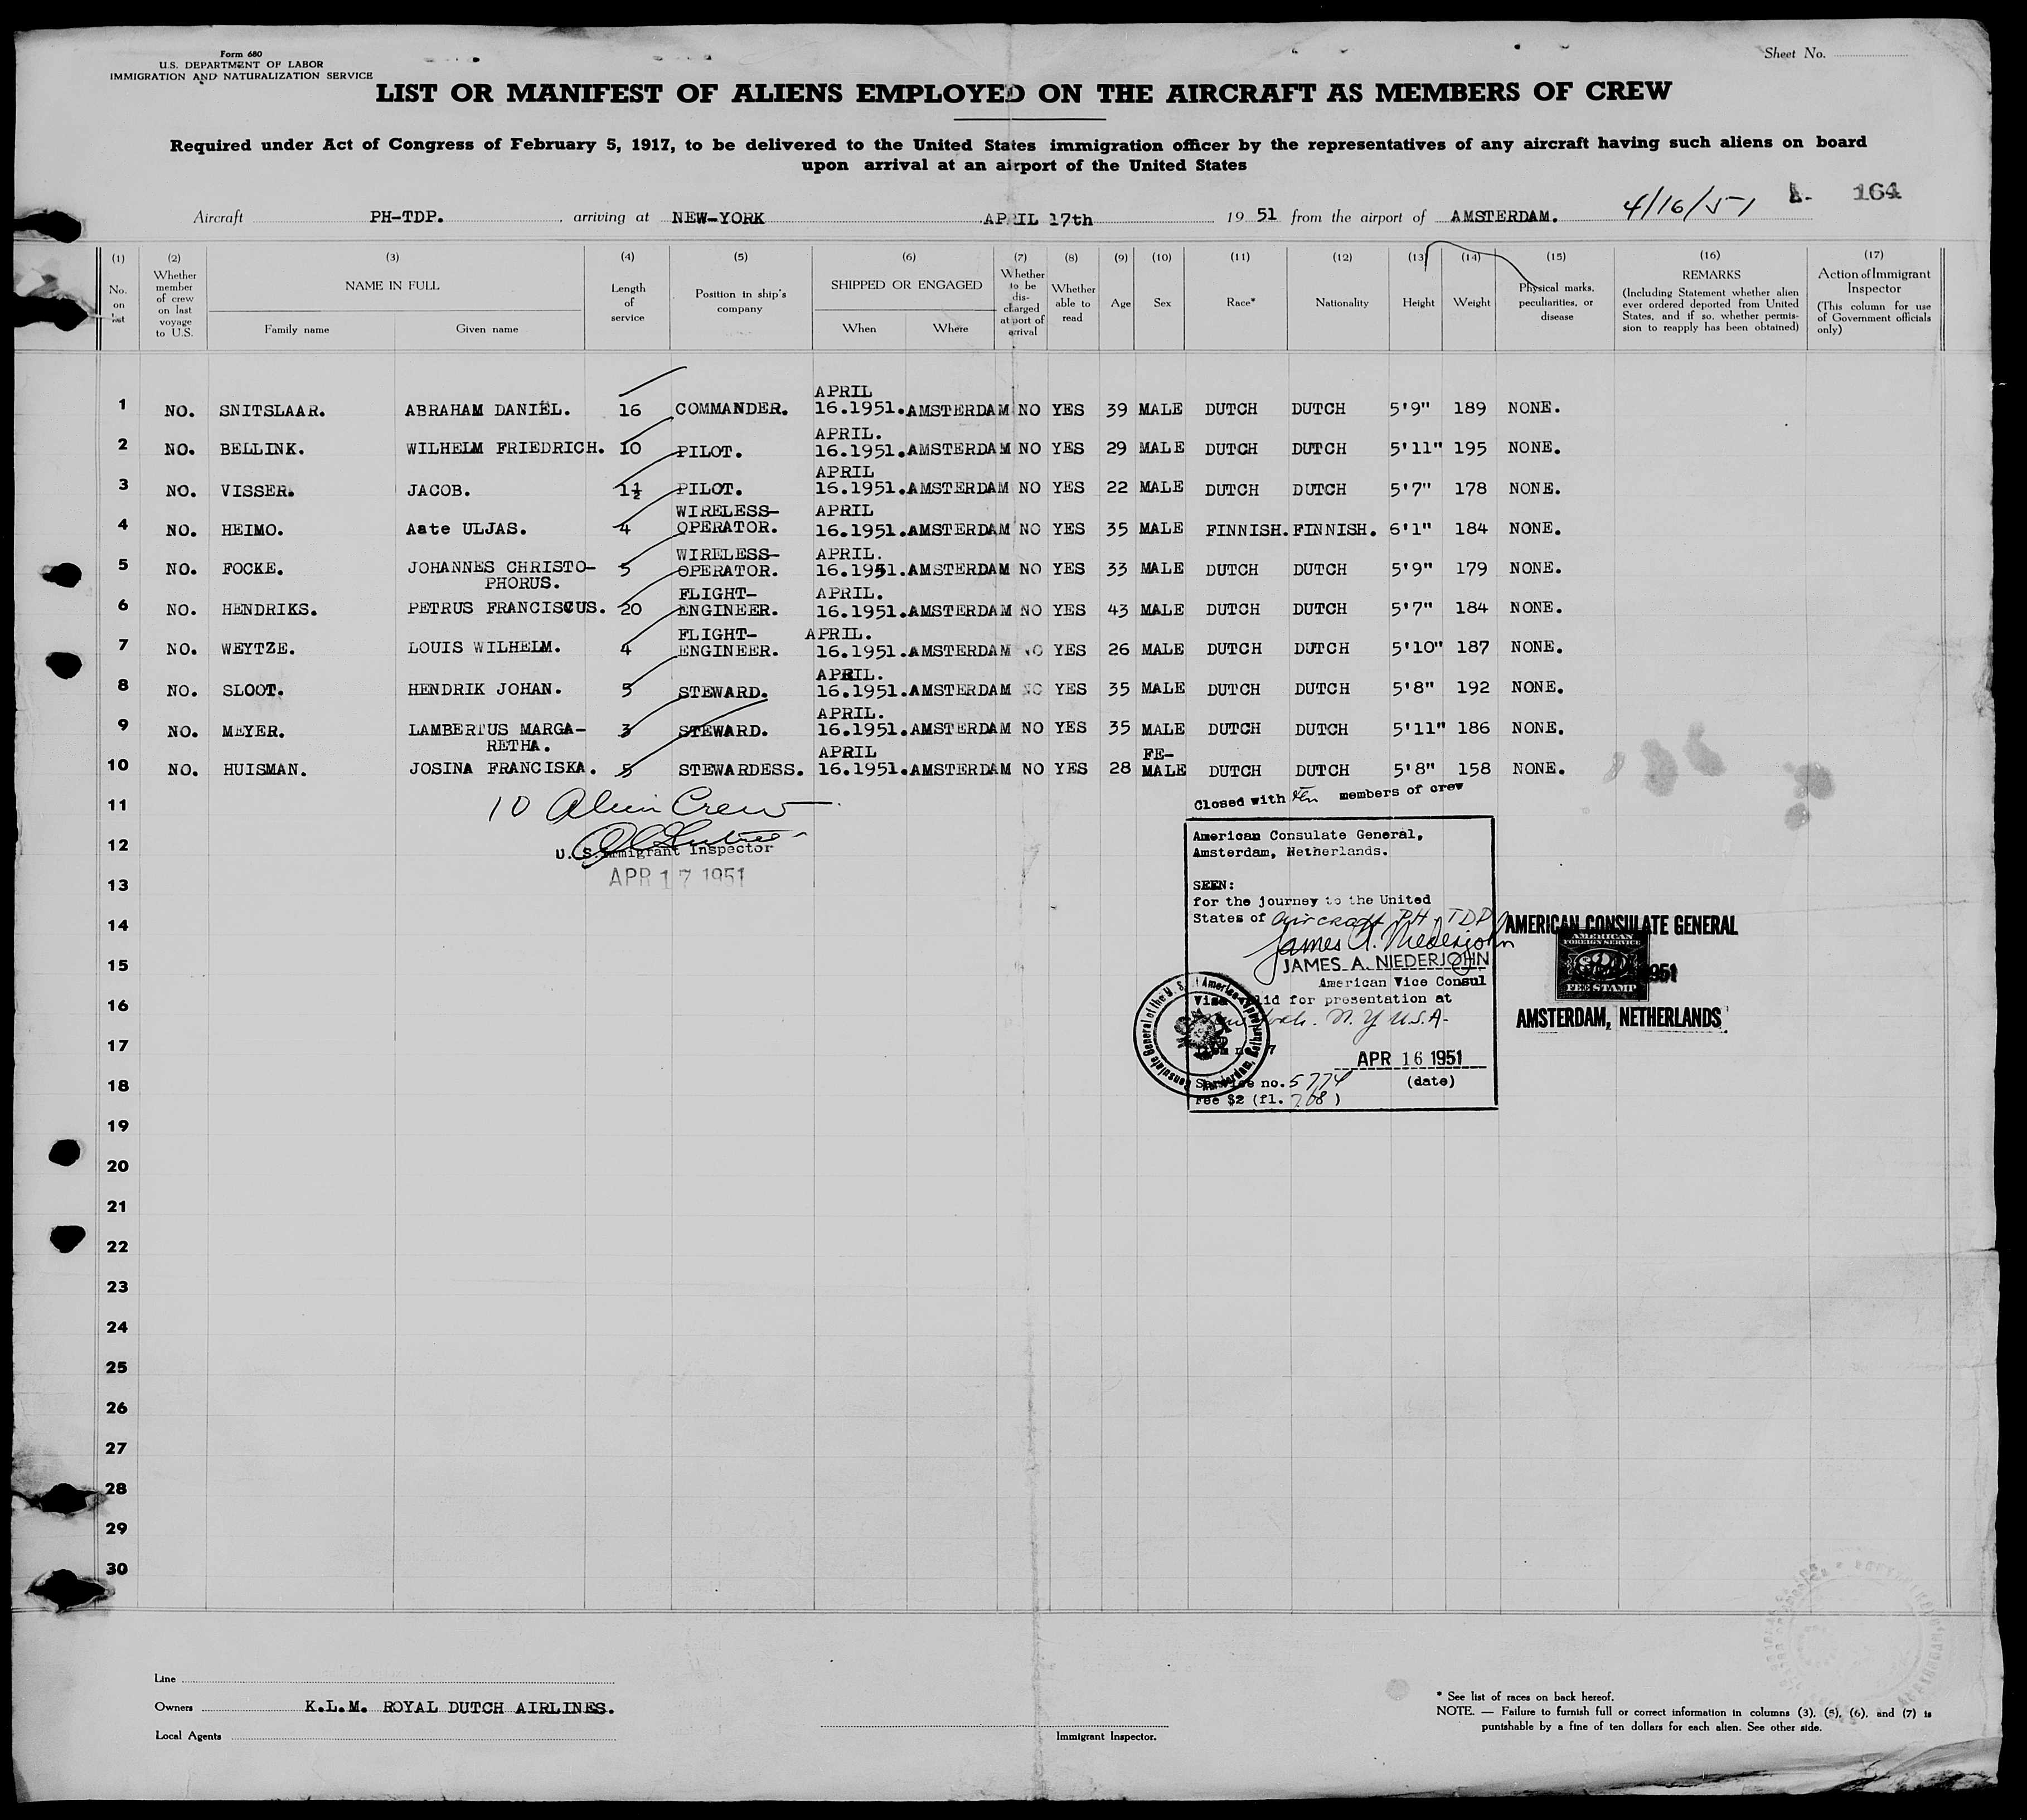 Form 680
U.S. DEPARTMENT OF LABOR
IMMIGRATION AND NATURALIZATION SERVICE
Sheet No.
LIST OR MANIFEST OF ALIENS EMPLOYED ON THE AIRCRAFT AS MEMBERS OF CREW
Required under Act of Congress of February 5, 1917, to be delivered to the United States immigration officer by the representatives of any aircraft having such aliens on board
upon arrival at an airport of the United States
4/16/51 164
Aircraft PH-TDP. arriving at NEW-YORK APRIL 17th 19 51 from the airport of AMSTERDAM.
(1) No. on list
(2) Whether member of crew on last voyage to U.S.
(3) NAME IN FULL Family name Given name
(4) Length of service
(5) Position in ship's company
(6) SHIPPED OR ENGAGED When Where
(7) Whether to be discharged at port of arrival
(8) Whether able to read
(9) Age
(10) Sex
(11) Race*
(12) Nationality
(13) Height
(14) Weight
(15) Physical marks, peculiarities, or disease
(16) REMARKS (Including Statement whether alien ever ordered deported from United States, and if so, whether permission to reapply has been obtained)
(17) Action of Immigrant Inspector (This column for use of Government officials only)
1 NO. SNITSLAAR. ABRAHAM DANIËL. 16 COMMANDER. APRIL 16.1951. AMSTERDAM NO YES 39 MALE DUTCH DUTCH 5'9" 189 NONE.
2 NO. BELLINK. WILHELM FRIEDRICH. 10 PILOT. APRIL. 16.1951. AMSTERDAM NO YES 29 MALE DUTCH DUTCH 5'11" 195 NONE.
3 NO. VISSER. JACOB. 1½ PILOT. APRIL 16.1951. AMSTERDAM NO YES 22 MALE DUTCH DUTCH 5'7" 178 NONE.
4 NO. HEIMO. Aate ULJAS. 4 WIRELESS-OPERATOR. APRIL 16.1951. AMSTERDAM NO YES 35 MALE FINNISH. FINNISH. 6'1" 184 NONE.
5 NO. FOCKE. JOHANNES CHRISTO-PHORUS. 5 WIRELESS-OPERATOR. APRIL. 16.1951. AMSTERDAM NO YES 33 MALE DUTCH DUTCH 5'9" 179 NONE.
6 NO. HENDRIKS. PETRUS FRANCISCUS. 20 FLIGHT-ENGINEER. APRIL. 16.1951. AMSTERDAM NO YES 43 MALE DUTCH DUTCH 5'7" 184 NONE.
7 NO. WEYTZE. LOUIS WILHELM. 4 FLIGHT-ENGINEER. APRIL. 16.1951. AMSTERDAM NO YES 26 MALE DUTCH DUTCH 5'10" 187 NONE.
8 NO. SLOOT. HENDRIK JOHAN. 5 STEWARD. APRIL. 16.1951. AMSTERDAM NO YES 35 MALE DUTCH DUTCH 5'8" 192 NONE.
9 NO. MEYER. LAMBERTUS MARGA-RETHA. 3 STEWARD. APRIL. 16.1951. AMSTERDAM NO YES 35 MALE DUTCH DUTCH 5'11" 186 NONE.
10 NO. HUISMAN. JOSINA FRANCISKA. 5 STEWARDESS. APRIL 16.1951. AMSTERDAM NO YES 28 FE-MALE DUTCH DUTCH 5'8" 158 NONE.
11
12
13
14
15
16
17
18
19
20
21
22
23
24
25
26
27
28
29
30
10 Alien Crew
U.S. Immigrant Inspector
APR 17 1951
Closed with ten members of crew
American Consulate General,
Amsterdam, Netherlands.
SEEN:
for the journey to the United
States of aircraft PH. TDP
James A. Niederjohn
JAMES A. NIEDERJOHN
American Vice Consul
Visa valid for presentation at
New York. N.Y U.S.A.
7
APR 16 1951
(date)
Service no. 5774
Fee $2 (fl. 7.08)
AMERICAN CONSULATE GENERAL
AMERICAN
FOREIGN SERVICE
FEE STAMP
1951
AMSTERDAM, NETHERLANDS
Line
Owners K.L.M. ROYAL DUTCH AIRLINES.
Local Agents
Immigrant Inspector.
* See list of races on back hereof.
NOTE. — Failure to furnish full or correct information in columns (3), (5), (6), and (7) is
punishable by a fine of ten dollars for each alien. See other side.